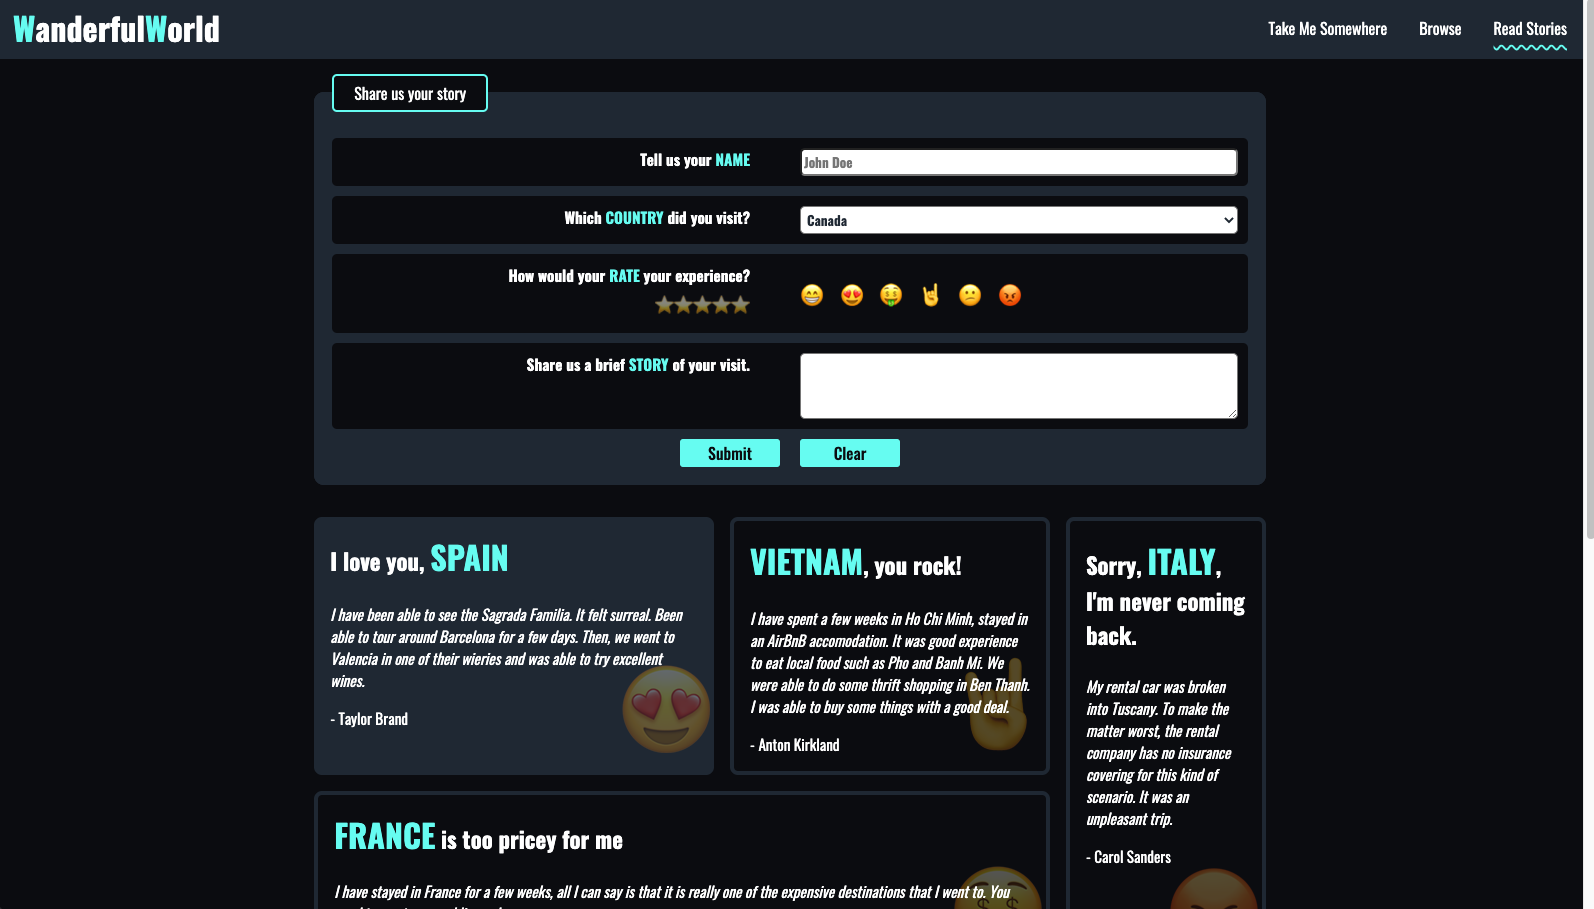 WanderfulWorld
Take Me Somewhere
Browse
Read Stories
Share us your story
Tell us your NAME
John Doe
Which COUNTRY did you visit?
Canada
How would your RATE your experience?
Share us a brief STORY of your visit.
Submit
Clear
I love you, SPAIN
I have been able to see the Sagrada Familia. It felt surreal. Been
able to tour around Barcelona for a few days. Then, we went to
Valencia in one of their wieries and was able to try excellent
wines.
- Taylor Brand
VIETNAM, you rock!
I have spent a few weeks in Ho Chi Minh, stayed in
an AirBnB accomodation. It was good experience
to eat local food such as Pho and Banh Mi. We
were able to do some thrift shopping in Ben Thanh.
I was able to buy some things with a good deal.
- Anton Kirkland
Sorry, ITALY,
I'm never coming
back.
My rental car was broken
into Tuscany. To make the
matter worst, the rental
company has no insurance
covering for this kind of
scenario. It was an
unpleasant trip.
- Carol Sanders
FRANCE is too pricey for me
I have stayed in France for a few weeks, all I can say is that it is really one of the expensive destinations that I went to. You